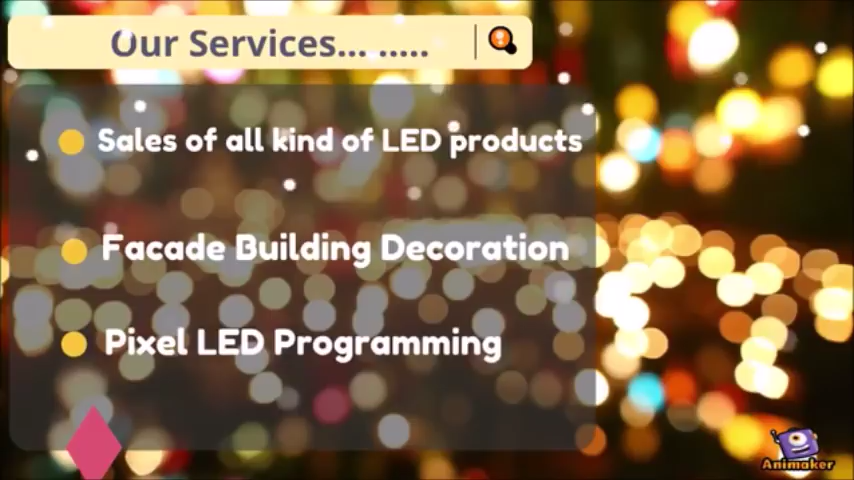 Our Services... .....
Sales of all kind of LED products
Facade Building Decoration
Pixel LED Programming
Animaker